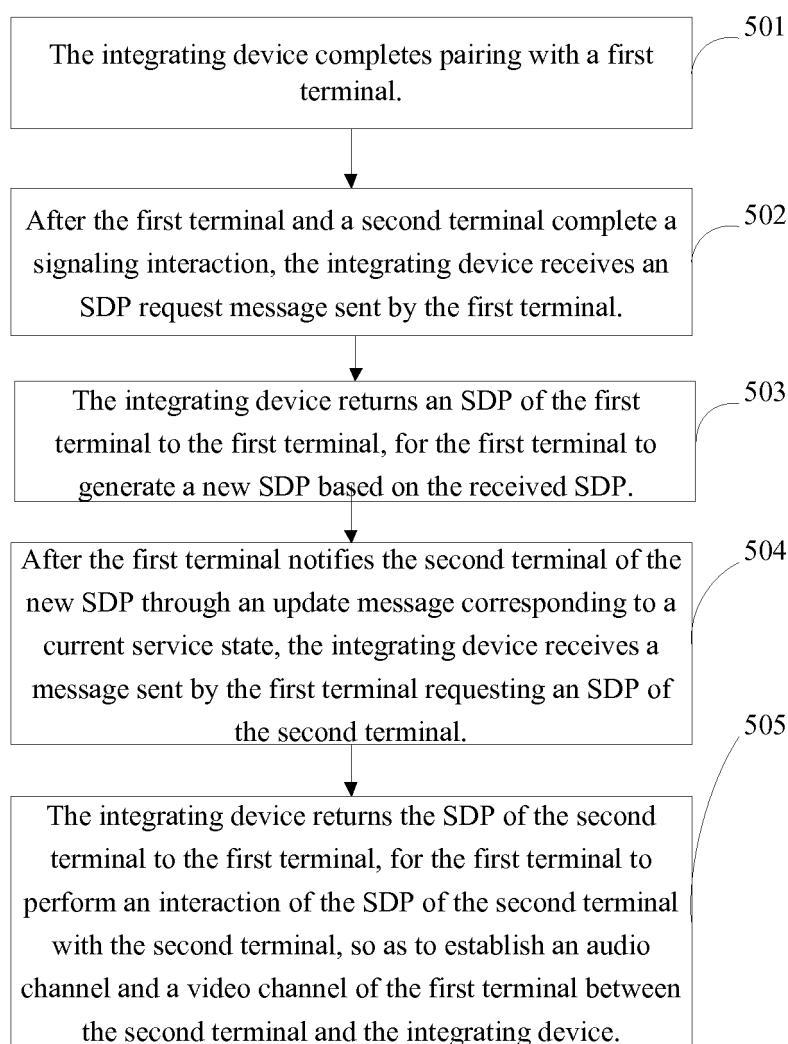 501
The integrating device completes pairing with a first
terminal.
502
After the first terminal and a second terminal complete a
signaling interaction, the integrating device receives an
SDP request message sent by the first terminal.
503
The integrating device returns an SDP of the first
terminal to the first terminal, for the first terminal to
generate a new SDP based on the received SDP.
504
After the first terminal notifies the second terminal of the
new SDP through an update message corresponding to a
current service state, the integrating device receives a
message sent by the first terminal requesting an SDP of
the second terminal.
505
The integrating device returns the SDP of the second
terminal to the first terminal, for the first terminal to
perform an interaction of the SDP of the second terminal
with the second terminal, so as to establish an audio
channel and a video channel of the first terminal between
the second terminal and the integrating device.